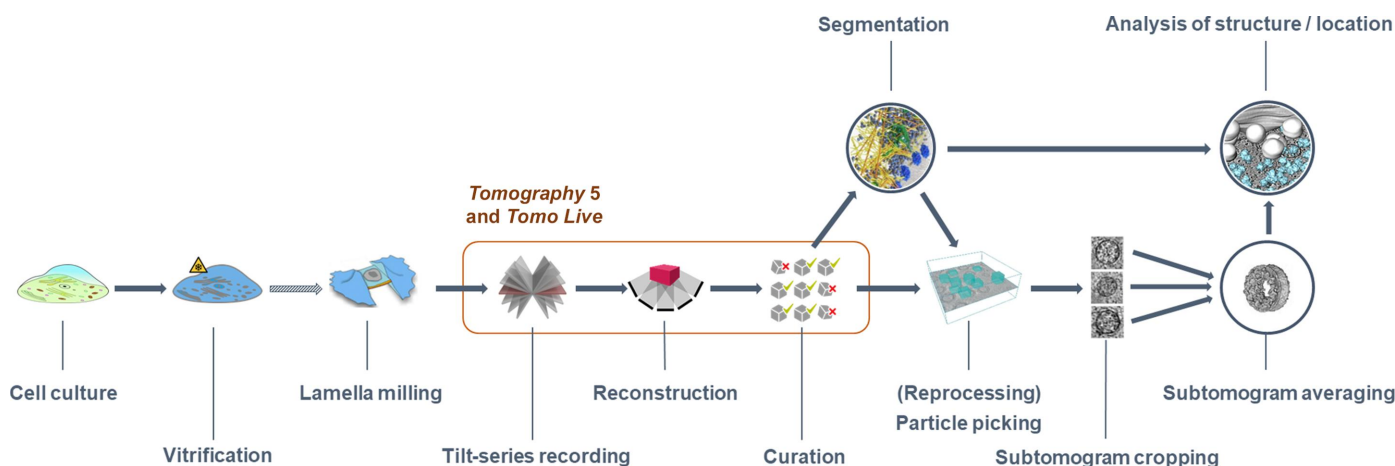 Segmentation
Analysis of structure / location
Tomography 5
and Tomo Live
Cell culture
Lamella milling
Reconstruction
(Reprocessing)
Particle picking
Subtomogram averaging
Vitrification
Tilt-series recording
Curation
Subtomogram cropping